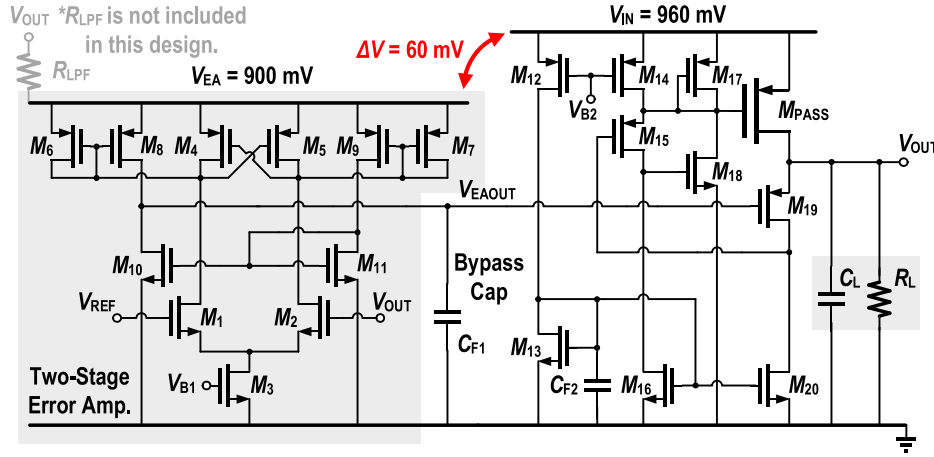 VOUT *RLPF is not included
in this design.
RLPF
VEA = 900 mV
ΔV = 60 mV
VIN = 960 mV
M12
M14
M17
VB2
MPASS
M6
M8
M4
M5
M9
M7
M15
VOUT
M18
VEAOUT
M19
M10
M11
Bypass
Cap
CL
RL
VREF
M1
M2
VOUT
CF1
M13
VB1
M3
CF2
M16
M20
Two-Stage
Error Amp.